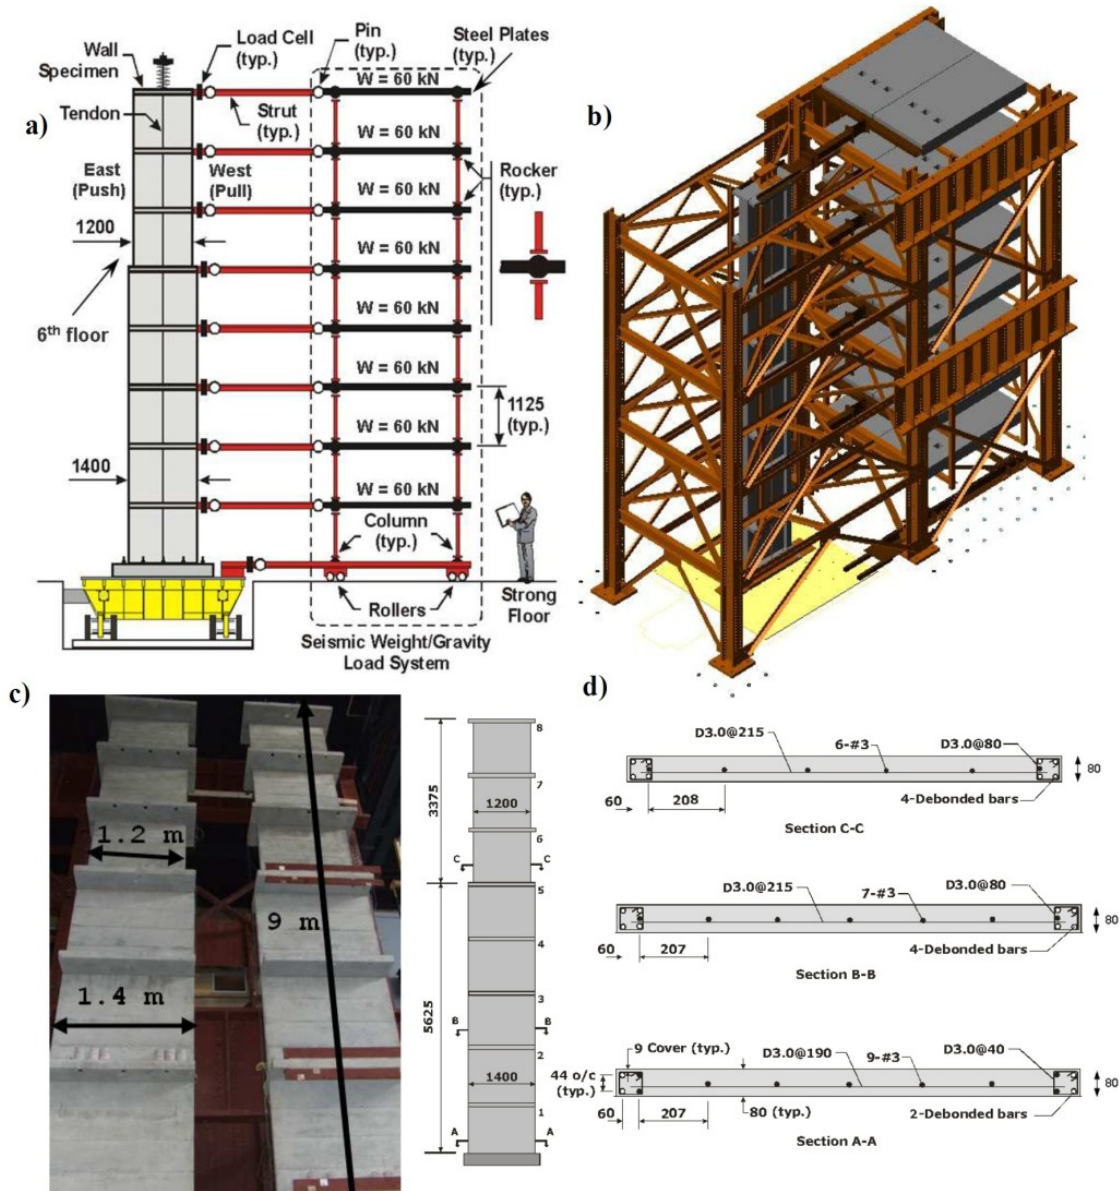 a)
Wall
Specimen
Load Cell
(typ.)
Pin
(typ.)
Steel Plates
(typ.)
W = 60 kN
Tendon
Strut
(typ.)
W = 60 kN
East
(Push)
West
(Pull)
Rocker
(typ.)
W = 60 kN
1200
W = 60 kN
6th floor
W = 60 kN
W = 60 kN
1125
(typ.)
W = 60 kN
1400
W = 60 kN
Column
(typ.)
Rollers
Strong
Floor
Seismic Weight/Gravity
Load System
b)
c)
1.2 m
9 m
1.4 m
8
7
3375
1200
6
C
C
5
4
3
5625
B
B
2
1400
1
A
A
d)
D3.0@215
6-#3
D3.0@80
80
4-Debonded bars
60
208
Section C-C
D3.0@215
7-#3
D3.0@80
80
4-Debonded bars
60
207
Section B-B
9 Cover (typ.)
D3.0@190
9-#3
D3.0@40
44 o/c
(typ.)
80
60
207
80 (typ.)
2-Debonded bars
Section A-A